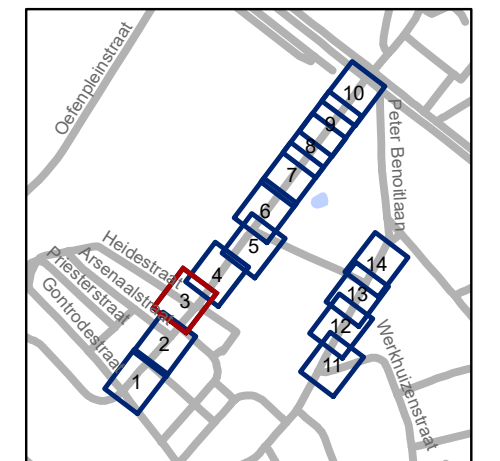 Oefenpleinstraat
Peter Benoitlaan
10
9
8
7
6
5
4
3
2
1
14
13
12
11
Heidestraat
Arsenaalstraat
Priesterstraat
Gontrodestraat
Werkhuizenstraat